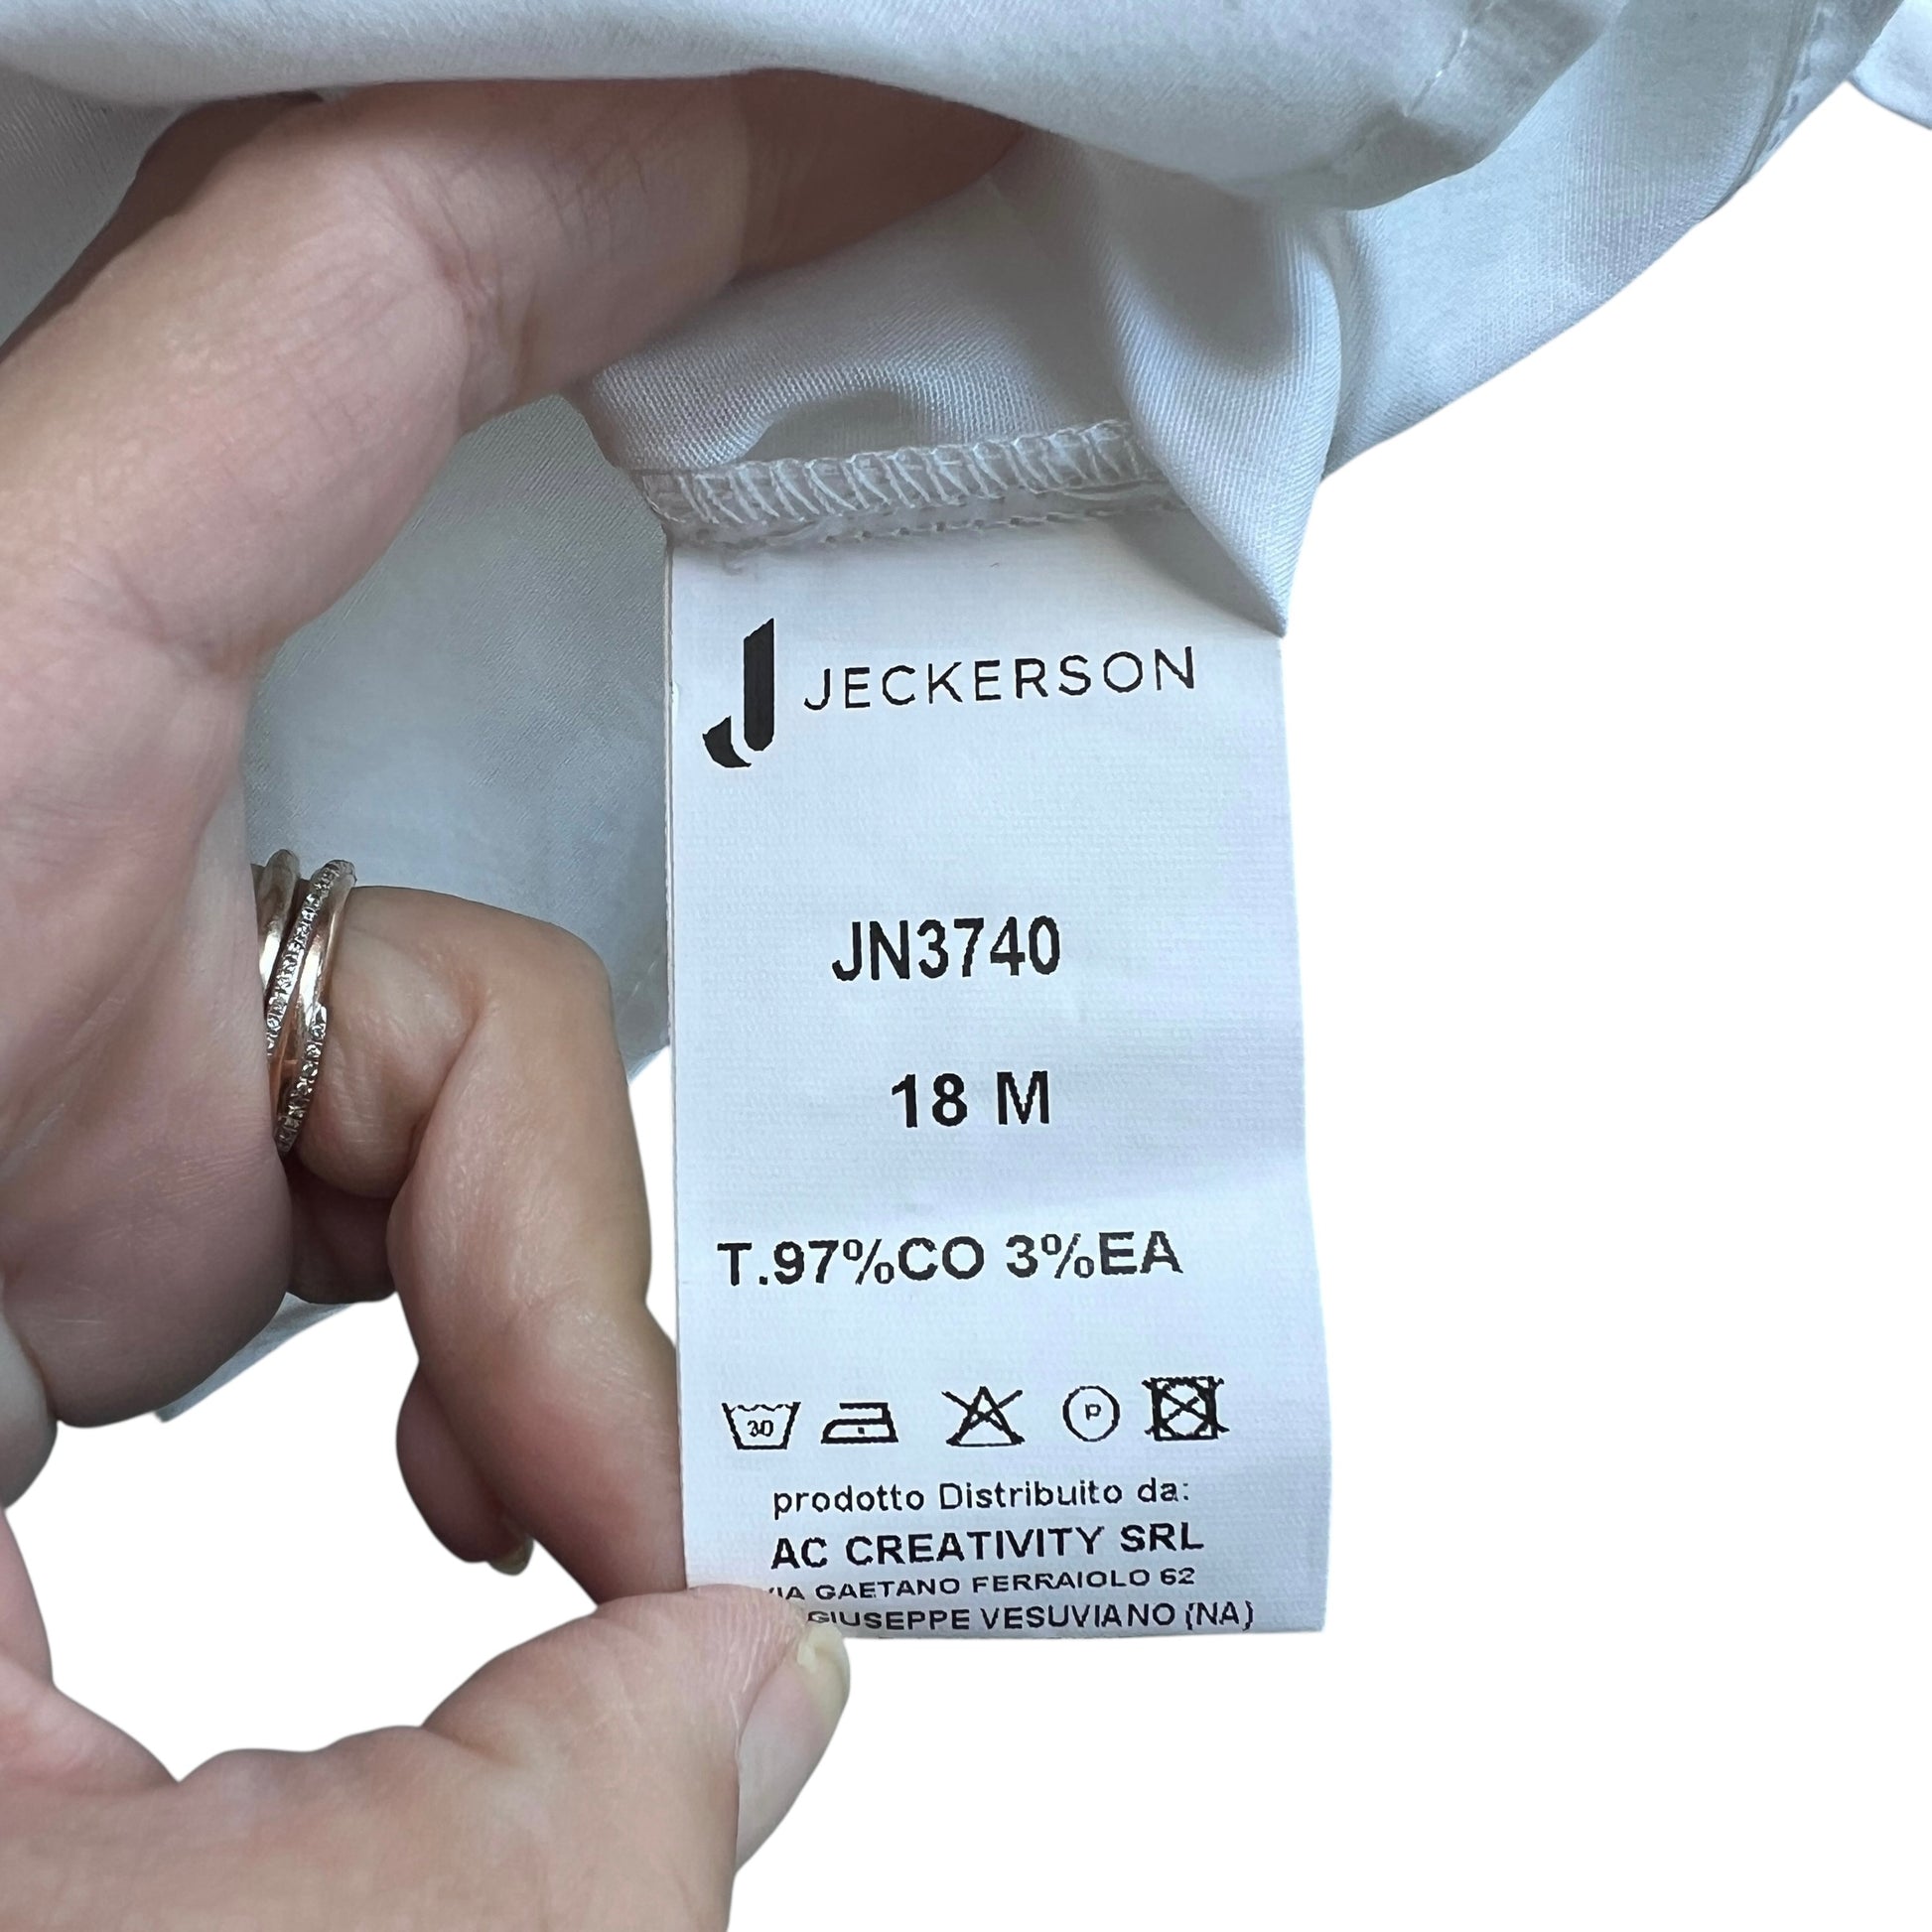 JECKERSON
JN3740
18 M
T.97%CO 3%EA
30 P
prodotto Distribuito da:
AC CREATIVITY SRL
GAETANO FERRAIOLO 62
GIUSEPPE VESUVIANO (NA)